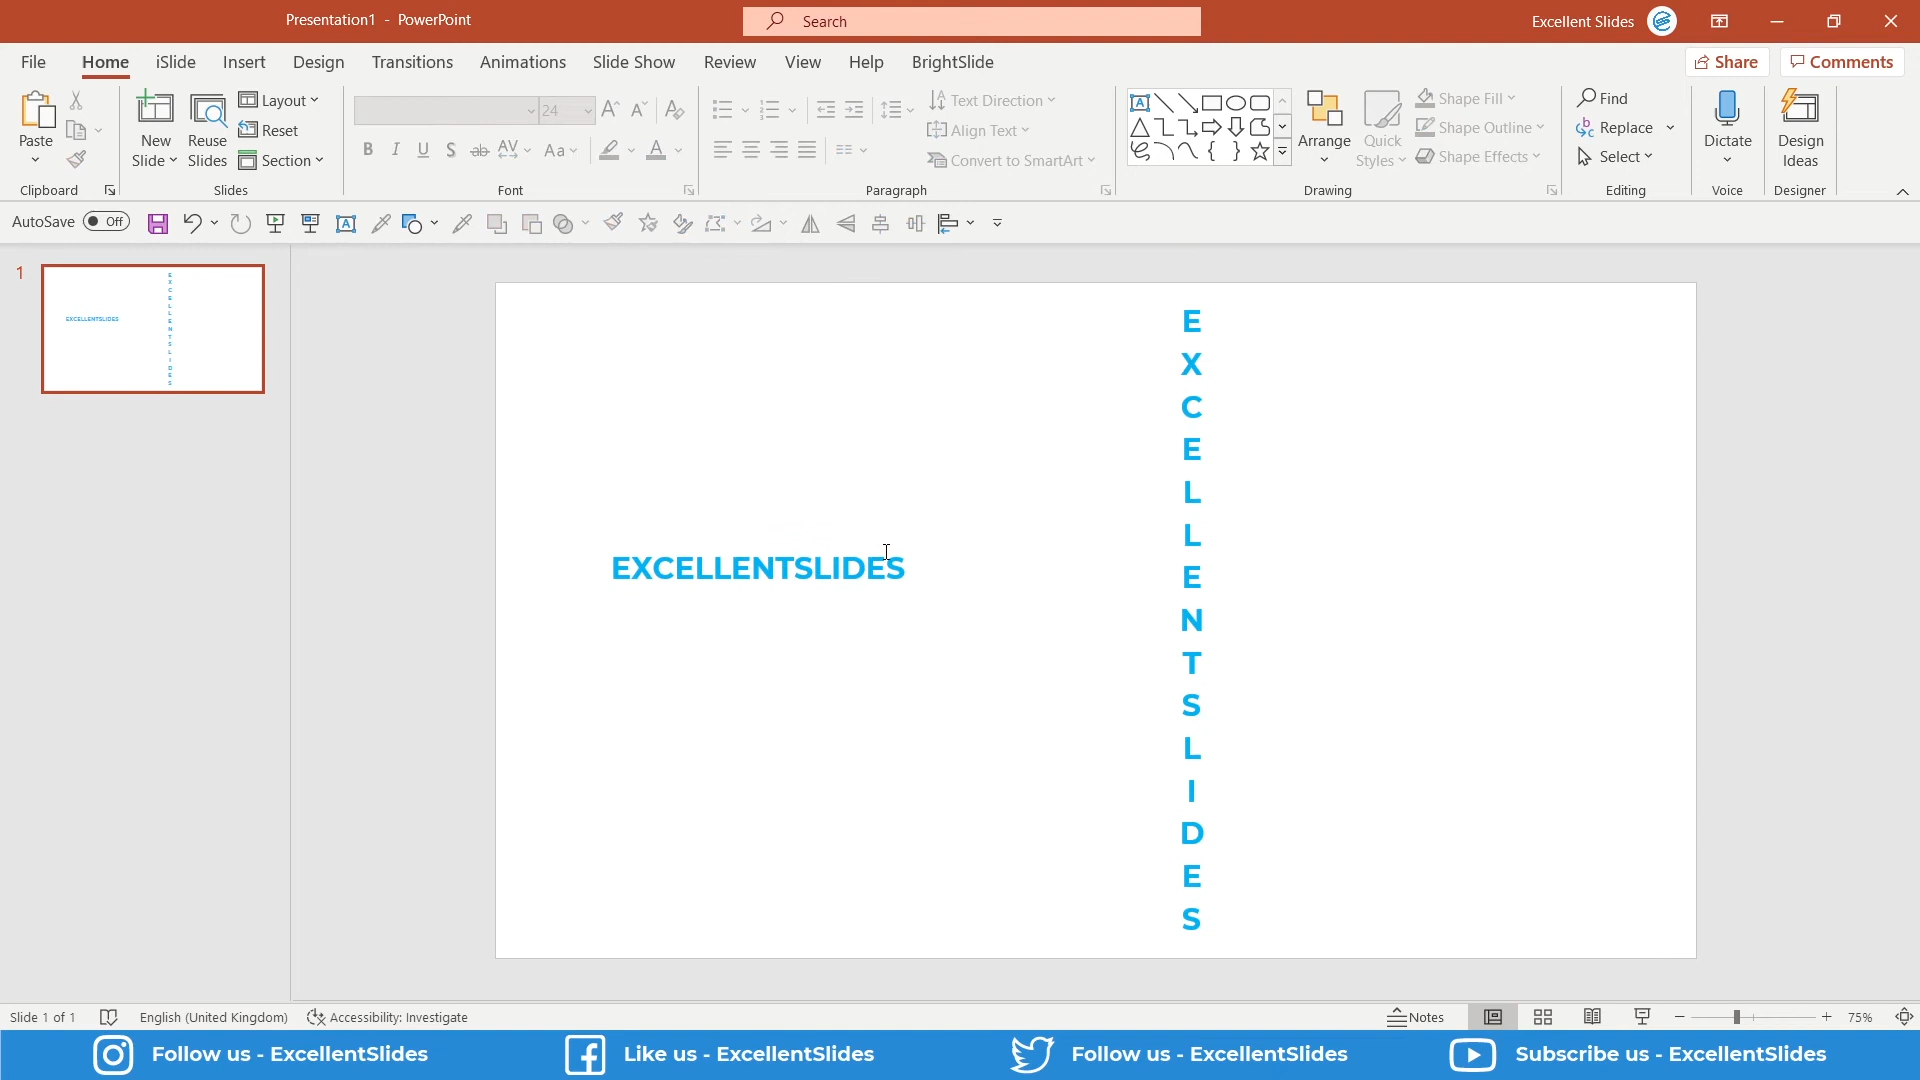 Presentation1 - PowerPoint
Search
Excellent Slides
File Home iSlide Insert Design Transitions Animations Slide Show Review View Help BrightSlide
Share Comments
Paste
New Slide
Reuse Slides
Layout
Reset
Section
24
Text Direction
Align Text
Convert to SmartArt
Arrange
Quick Styles
Shape Fill
Shape Outline
Shape Effects
Find
Replace
Select
Dictate
Design Ideas
Clipboard Slides Font Paragraph Drawing Editing Voice Designer
AutoSave Off
1
EXCELLENTSLIDES
E
X
C
E
L
L
E
N
T
S
L
I
D
E
S
EXCELLENTSLIDES
E
X
C
E
L
L
E
N
T
S
L
I
D
E
S
Slide 1 of 1 English (United Kingdom) Accessibility: Investigate
Notes
75%
Follow us - ExcellentSlides
Like us - ExcellentSlides
Follow us - ExcellentSlides
Subscribe us - ExcellentSlides